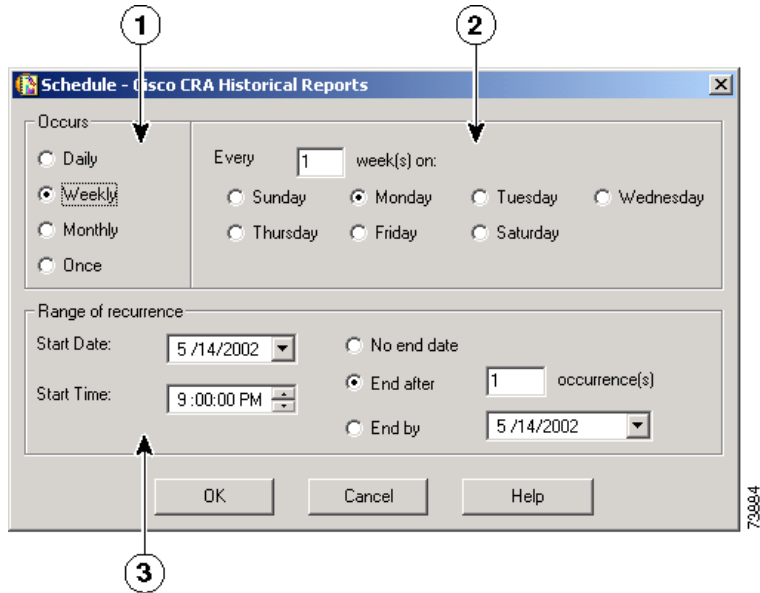 1 2
Schedule - Cisco CRA Historical Reports
Occurs
Daily
Weekly
Monthly
Once
Every 1 week(s) on:
Sunday Monday Tuesday Wednesday
Thursday Friday Saturday
Range of recurrence
Start Date: 5 /14/2002
Start Time: 9 :00:00 PM
No end date
End after 1 occurrence(s)
End by 5 /14/2002
OK Cancel Help
73884
3